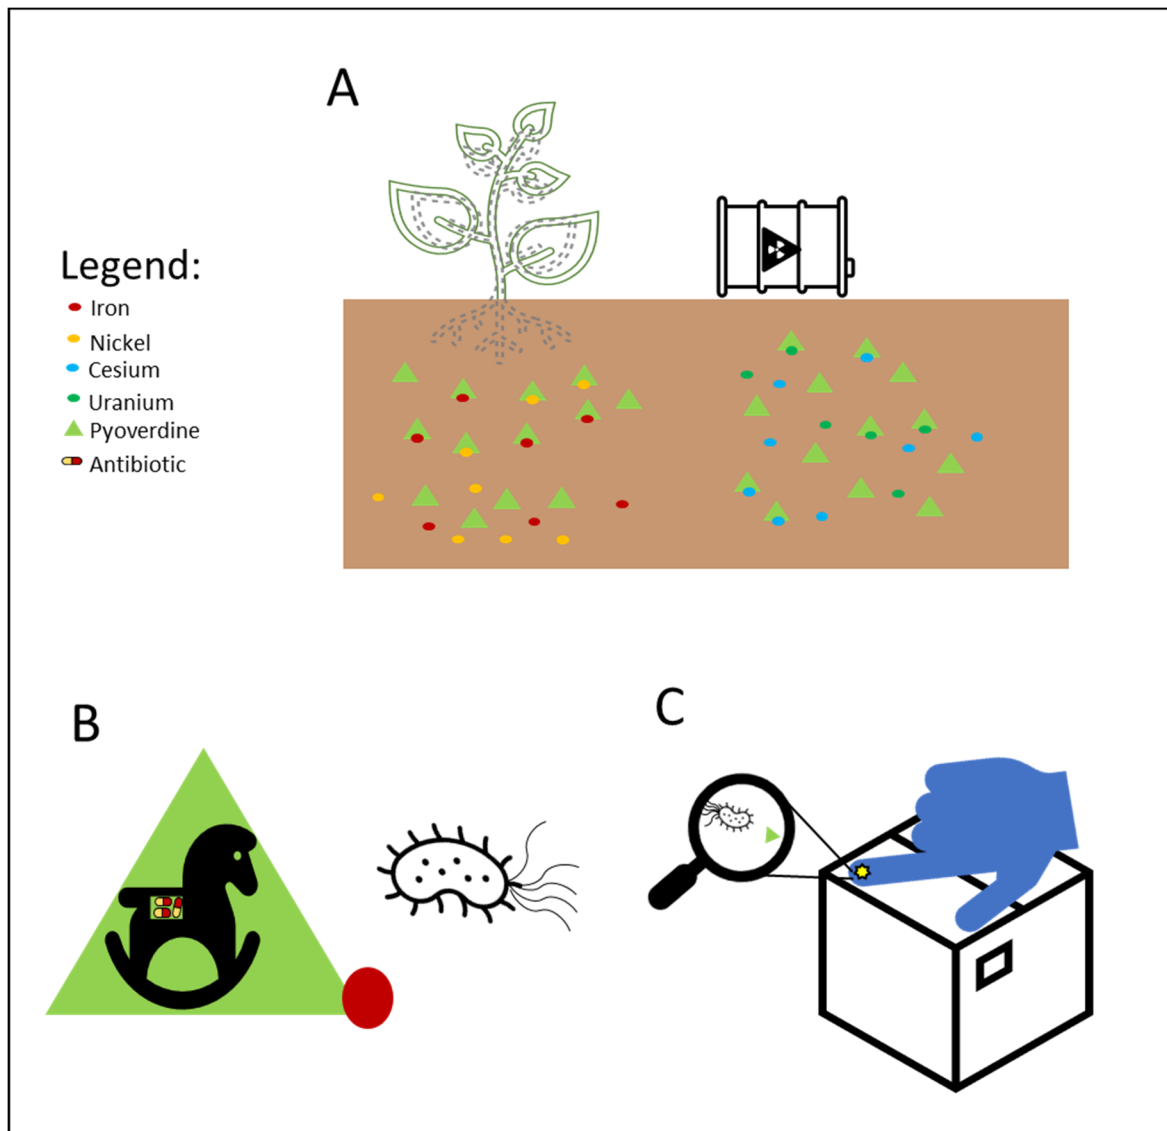 A
Legend:
Iron
Nickel
Cesium
Uranium
Pyoverdine
Antibiotic
B
C